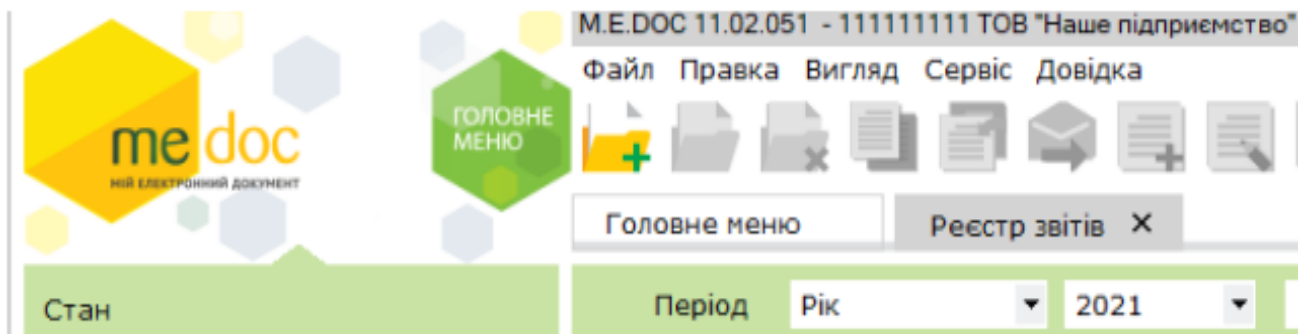 M.E.DOC 11.02.051 - 111111111 ТОВ "Наше підприємство"
Файл Правка Вигляд Сервіс Довідка
me doc
МІЙ ЕЛЕКТРОННИЙ ДОКУМЕНТ
ГОЛОВНЕ
МЕНЮ
Головне меню Реєстр звітів X
Стан
Період Рік 2021